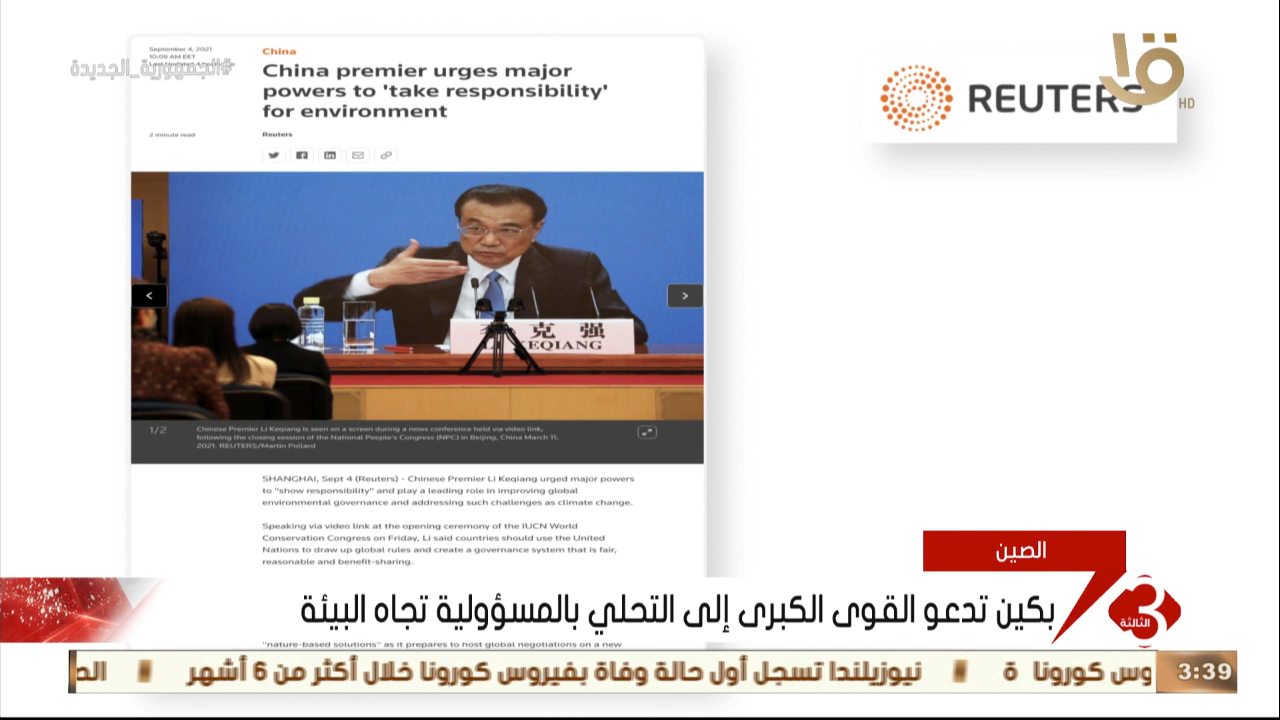 September 4, 2021
10:09 AM EET
#الجمهورية_الجديدة
China
China premier urges major
powers to 'take responsibility'
for environment
2 minute read
Reuters
REUTERS
HD
克 强
KEQIANG
1/2
Chinese Premier Li Keqiang is seen on a screen during a news conference held via video link,
following the closing session of the National People's Congress (NPC) in Beijing, China March 11,
2021. REUTERS/Martin Pollard
SHANGHAI, Sept 4 (Reuters) - Chinese Premier Li Keqiang urged major powers
to "show responsibility" and play a leading role in improving global
environmental governance and addressing such challenges as climate change.
Speaking via video link at the opening ceremony of the IUCN World
Conservation Congress on Friday, Li said countries should use the United
Nations to draw up global rules and create a governance system that is fair,
reasonable and benefit-sharing.
الصين
بكين تدعو القوى الكبرى إلى التحلي بالمسؤولية تجاه البيئة
3 الثالثة
"nature-based solutions" as it prepares to host global negotiations on a new
وس كورونا ة نيوزيلندا تسجل أول حالة وفاة بفيروس كورونا خلال أكثر من 6 أشهر
3:39